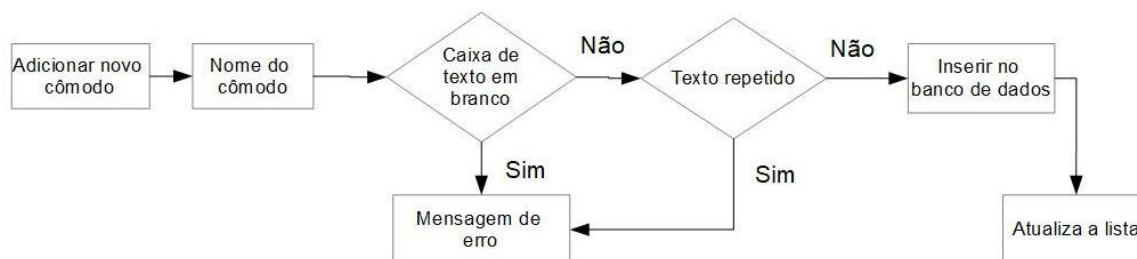 Adicionar novo
cômodo
Nome do
cômodo
Caixa de
texto em
branco
Não
Texto repetido
Não
Inserir no
banco de dados
Sim
Sim
Mensagem de
erro
Atualiza a lista